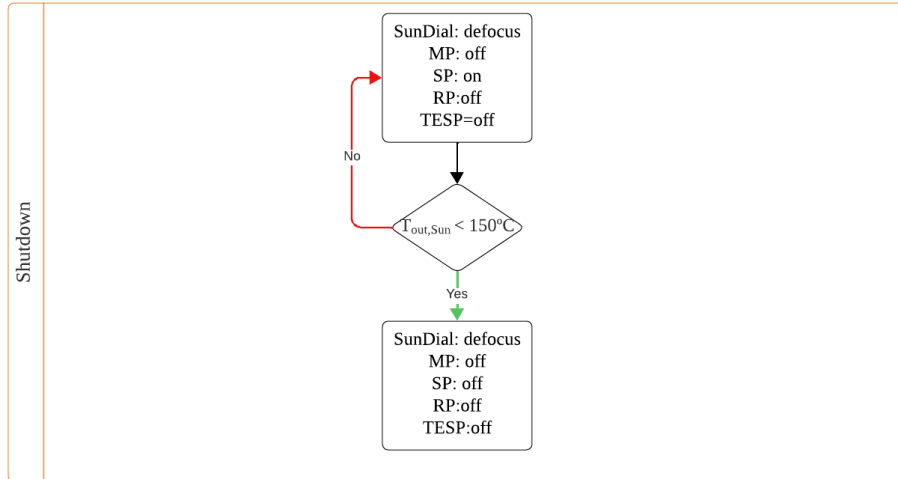 SunDial: defocus
MP: off
SP: on
RP:off
TESP=off
No
Shutdown
Tout,Sun < 150ºC
Yes
SunDial: defocus
MP: off
SP: off
RP:off
TESP:off